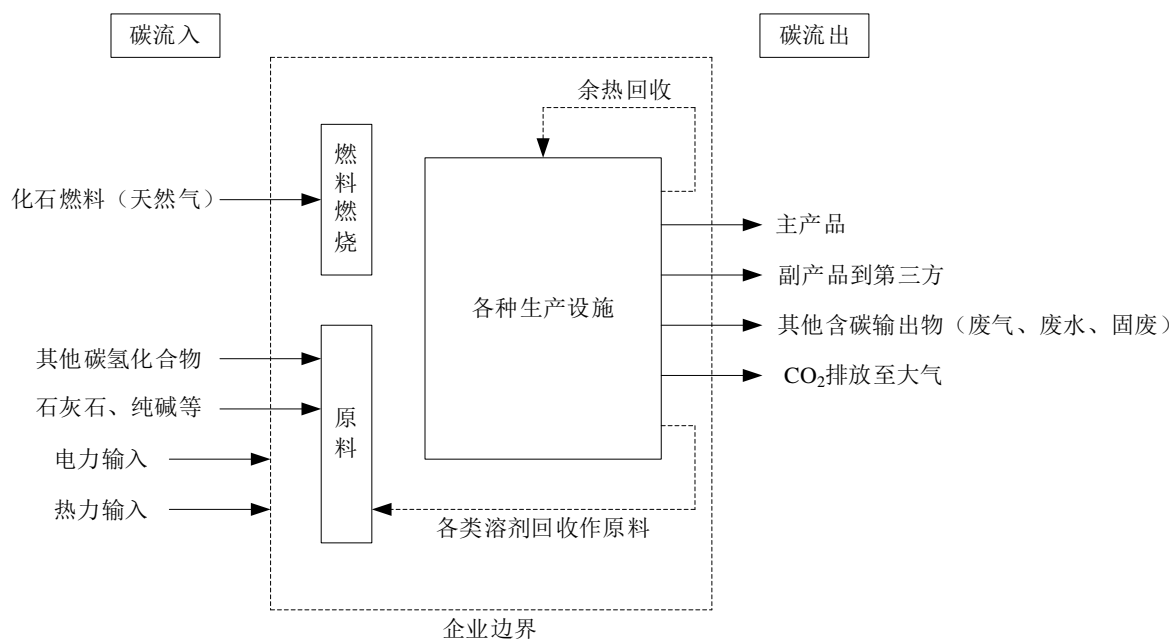 碳流入
碳流出
余热回收
燃料燃烧
化石燃料（天然气）
主产品
副产品到第三方
各种生产设施
其他含碳输出物（废气、废水、固废）
其他碳氢化合物
CO₂排放至大气
石灰石、纯碱等
原料
电力输入
热力输入
各类溶剂回收作原料
企业边界